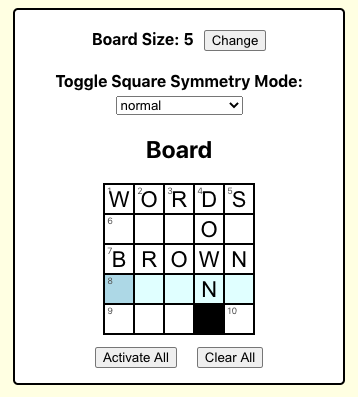 Board Size: 5 Change
Toggle Square Symmetry Mode:
normal
Board
1 W 2 O 3 R 4 D 5 S
6 O
7 B R O W N
8 N
9 10
Activate All Clear All